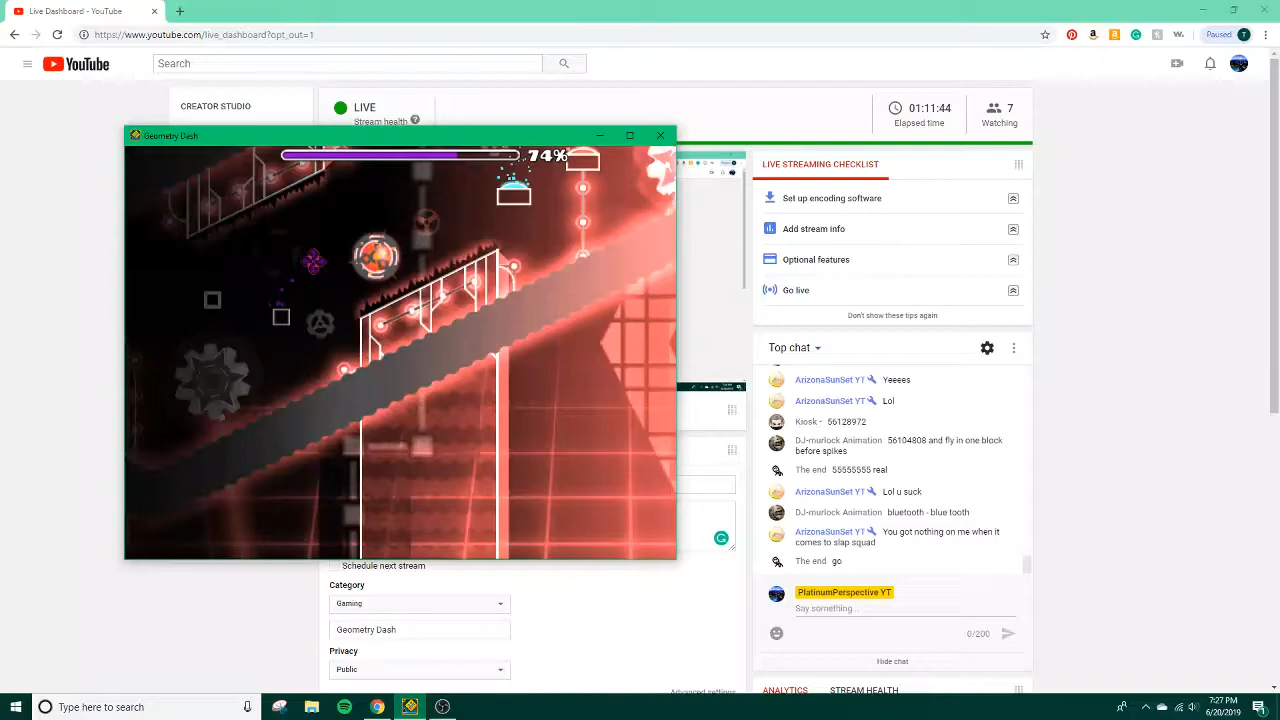 Live Dashboard - YouTube
https://www.youtube.com/live_dashboard?opt_out=1
Paused
T
YouTube
Search
CREATOR STUDIO
LIVE
Stream health
01:11:44
Elapsed time
7
Watching
Geometry Dash
74%
LIVE STREAMING CHECKLIST
Set up encoding software
Add stream info
Optional features
Go live
Don't show these tips again
Top chat
ArizonaSunSet YT Yeeees
ArizonaSunSet YT Lol
Kiosk - 56128972
DJ-murlock Animation 56104808 and fly in one block
before spikes
The end 55555555 real
ArizonaSunSet YT Lol u suck
DJ-murlock Animation bluetooth - blue tooth
ArizonaSunSet YT You got nothing on me when it
comes to slap squad
The end go
PlatinumPerspective YT
Say something...
0/200
Hide chat
Schedule next stream
Category
Gaming
Geometry Dash
Privacy
Public
Advanced settings
ANALYTICS
STREAM HEALTH
Type here to search
7:27 PM
6/20/2019